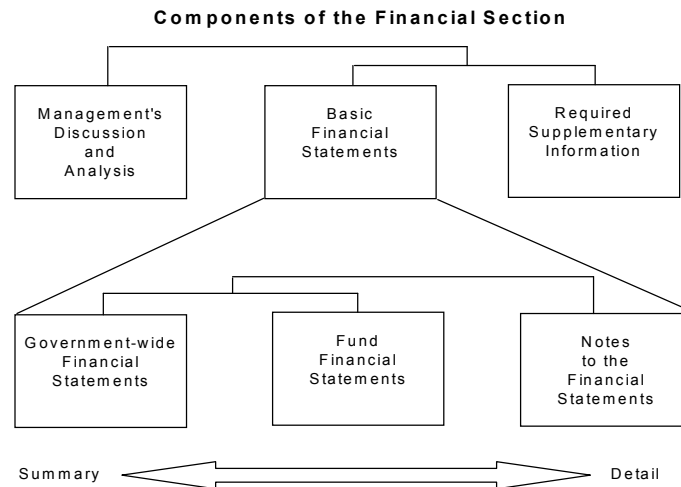 Components of the Financial Section
Management's
Discussion
and
Analysis
Basic
Financial
Statements
Required
Supplementary
Information
Government-wide
Financial
Statements
Fund
Financial
Statements
Notes
to the
Financial
Statements
Summary
Detail